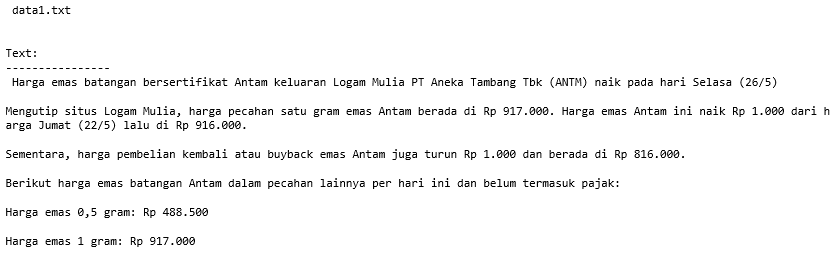 data1.txt
Text:
----------------
Harga emas batangan bersertifikat Antam keluaran Logam Mulia PT Aneka Tambang Tbk (ANTM) naik pada hari Selasa (26/5)
Mengutip situs Logam Mulia, harga pecahan satu gram emas Antam berada di Rp 917.000. Harga emas Antam ini naik Rp 1.000 dari h
arga Jumat (22/5) lalu di Rp 916.000.
Sementara, harga pembelian kembali atau buyback emas Antam juga turun Rp 1.000 dan berada di Rp 816.000.
Berikut harga emas batangan Antam dalam pecahan lainnya per hari ini dan belum termasuk pajak:
Harga emas 0,5 gram: Rp 488.500
Harga emas 1 gram: Rp 917.000